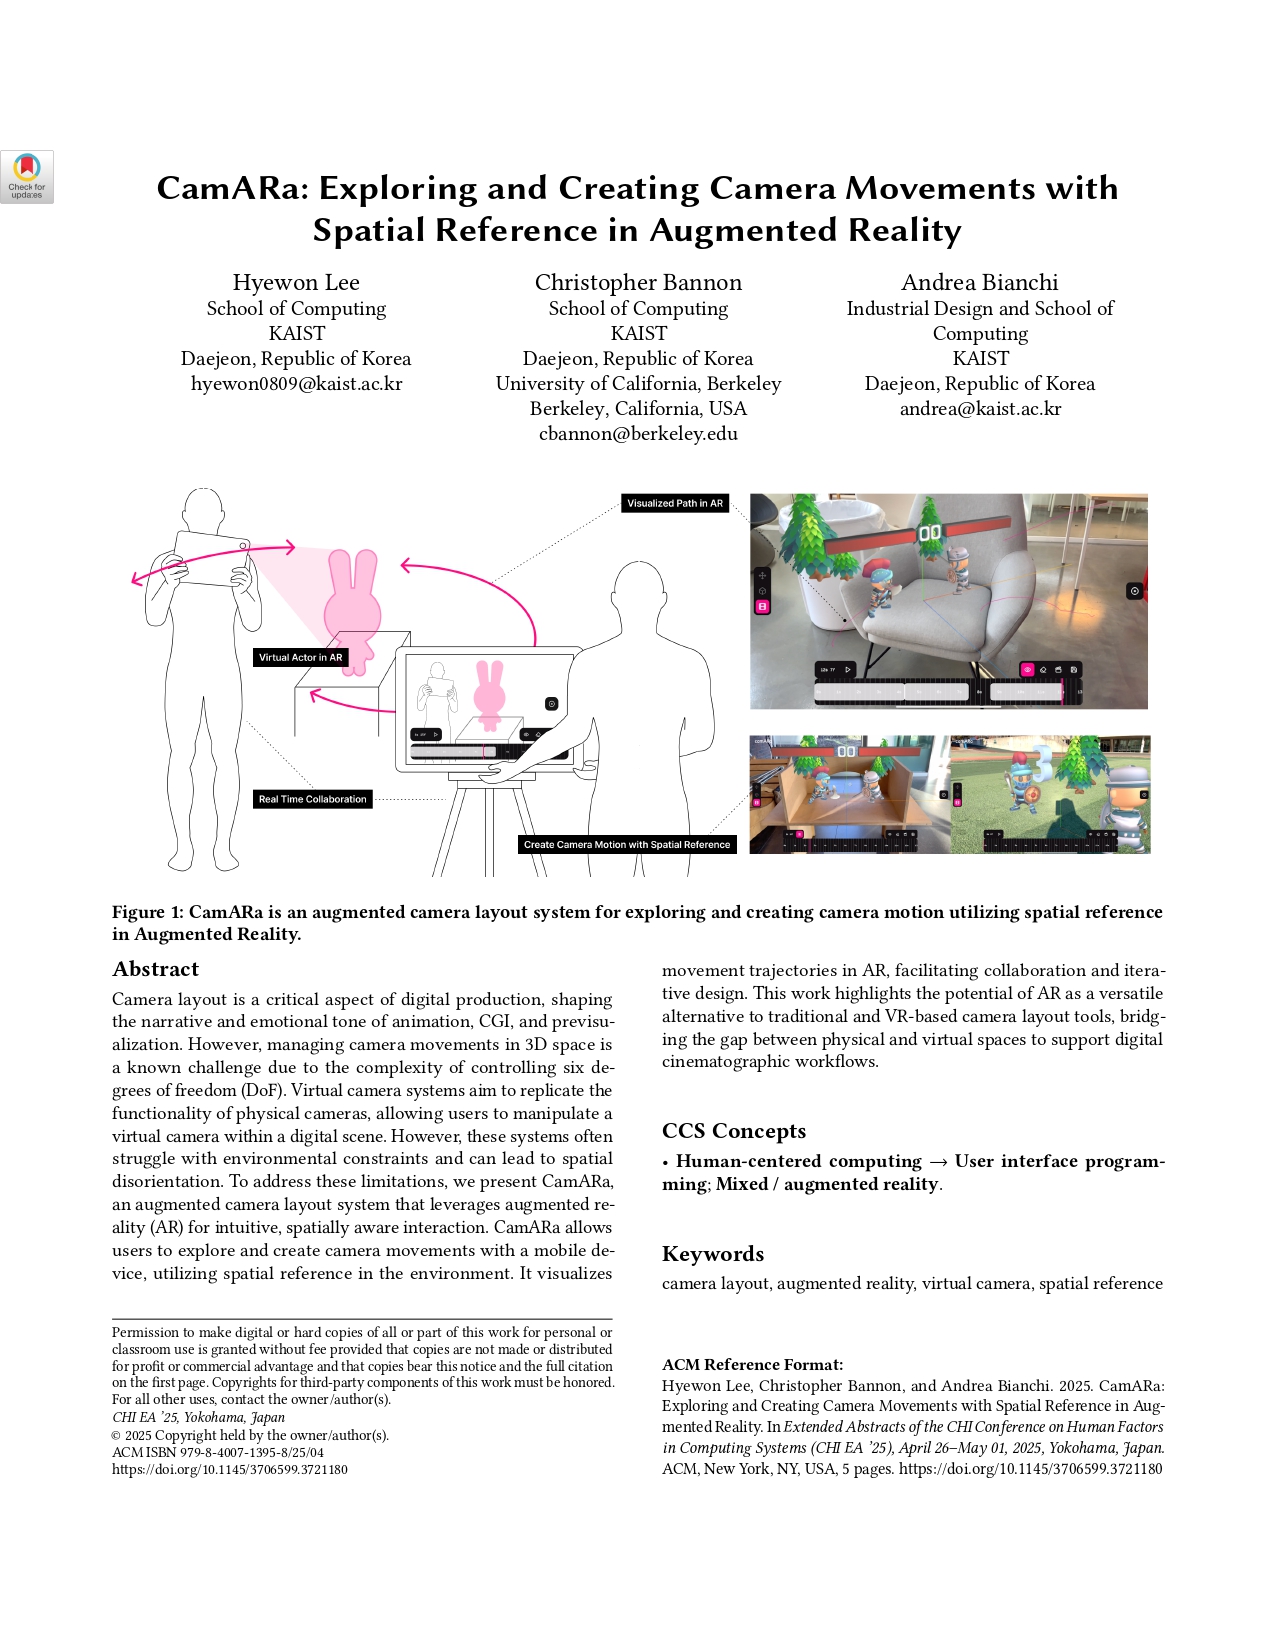 Check for
updates
CamARa: Exploring and Creating Camera Movements with
Spatial Reference in Augmented Reality
Hyewon Lee
School of Computing
KAIST
Daejeon, Republic of Korea
hyewon0809@kaist.ac.kr
Christopher Bannon
School of Computing
KAIST
Daejeon, Republic of Korea
University of California, Berkeley
Berkeley, California, USA
cbannon@berkeley.edu
Andrea Bianchi
Industrial Design and School of
Computing
KAIST
Daejeon, Republic of Korea
andrea@kaist.ac.kr
Visualized Path in AR
Virtual Actor in AR
Real Time Collaboration
Create Camera Motion with Spatial Reference
Figure 1: CamARa is an augmented camera layout system for exploring and creating camera motion utilizing spatial reference
in Augmented Reality.
Abstract
Camera layout is a critical aspect of digital production, shaping
the narrative and emotional tone of animation, CGI, and previsu-
alization. However, managing camera movements in 3D space is
a known challenge due to the complexity of controlling six de-
grees of freedom (DoF). Virtual camera systems aim to replicate the
functionality of physical cameras, allowing users to manipulate a
virtual camera within a digital scene. However, these systems often
struggle with environmental constraints and can lead to spatial
disorientation. To address these limitations, we present CamARa,
an augmented camera layout system that leverages augmented re-
ality (AR) for intuitive, spatially aware interaction. CamARa allows
users to explore and create camera movements with a mobile de-
vice, utilizing spatial reference in the environment. It visualizes
Permission to make digital or hard copies of all or part of this work for personal or
classroom use is granted without fee provided that copies are not made or distributed
for profit or commercial advantage and that copies bear this notice and the full citation
on the first page. Copyrights for third-party components of this work must be honored.
For all other uses, contact the owner/author(s).
CHI EA ’25, Yokohama, Japan
© 2025 Copyright held by the owner/author(s).
ACM ISBN 979-8-4007-1395-8/25/04
https://doi.org/10.1145/3706599.3721180
movement trajectories in AR, facilitating collaboration and itera-
tive design. This work highlights the potential of AR as a versatile
alternative to traditional and VR-based camera layout tools, bridg-
ing the gap between physical and virtual spaces to support digital
cinematographic workflows.
CCS Concepts
• Human-centered computing → User interface program-
ming; Mixed / augmented reality.
Keywords
camera layout, augmented reality, virtual camera, spatial reference
ACM Reference Format:
Hyewon Lee, Christopher Bannon, and Andrea Bianchi. 2025. CamARa:
Exploring and Creating Camera Movements with Spatial Reference in Aug-
mented Reality. In Extended Abstracts of the CHI Conference on Human Factors
in Computing Systems (CHI EA ’25), April 26–May 01, 2025, Yokohama, Japan.
ACM, New York, NY, USA, 5 pages. https://doi.org/10.1145/3706599.3721180